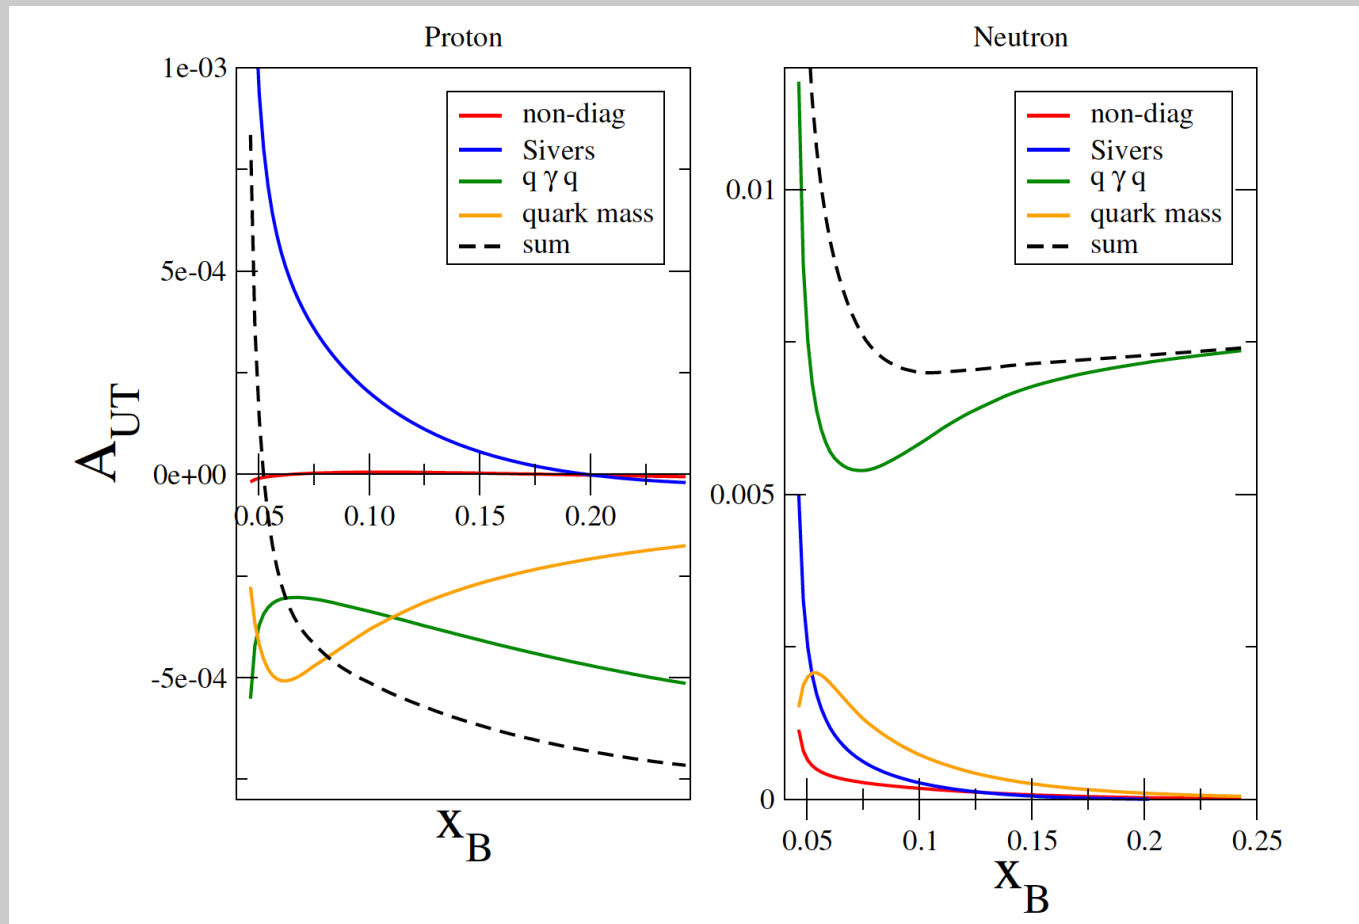 Proton
1e-03
5e-04
0e+00
-5e-04
A_UT
0.05 0.10 0.15 0.20
non-diag
Sivers
q γ q
quark mass
sum
x_B
Neutron
0.01
0.005
0
non-diag
Sivers
q γ q
quark mass
sum
0.05 0.1 0.15 0.2 0.25
x_B